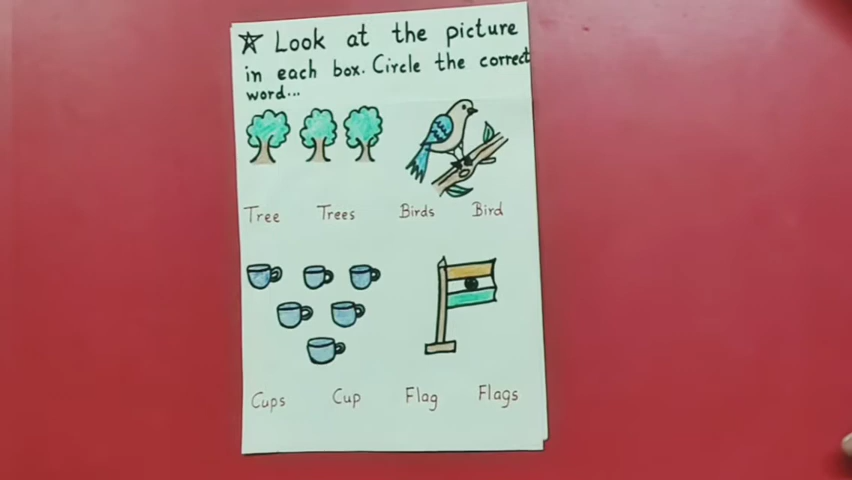 Look at the picture
in each box. Circle the correct
word...
Tree Trees Birds Bird
Cups Cup Flag Flags